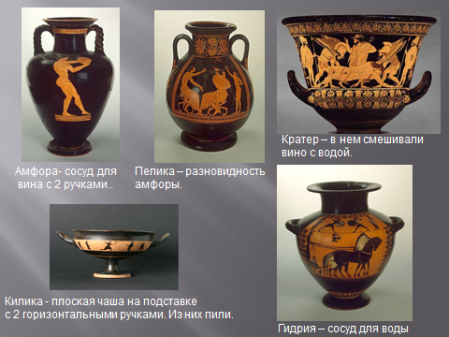 Амфора- сосуд для
вина с 2 ручками..
Пелика – разновидность
амфоры.
Кратер – в нем смешивали
вино с водой.
Килика - плоская чаша на подставке
с 2 горизонтальными ручками. Из них пили.
Гидрия – сосуд для воды